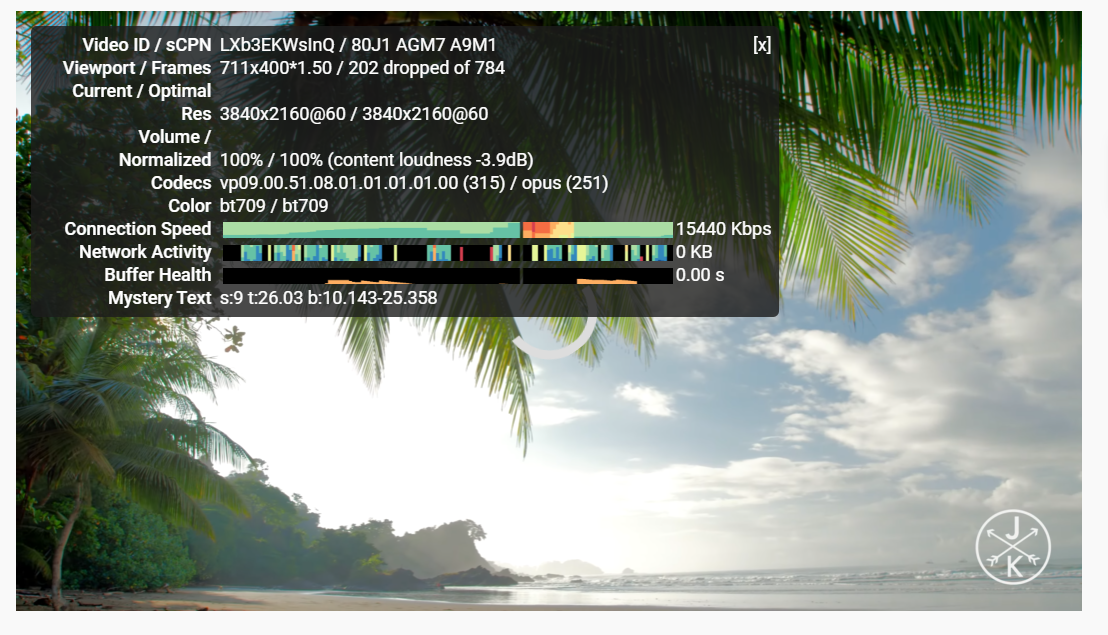 Video ID / sCPN LXb3EKWsInQ / 80J1 AGM7 A9M1 [x]
Viewport / Frames 711x400*1.50 / 202 dropped of 784
Current / Optimal
Res 3840x2160@60 / 3840x2160@60
Volume /
Normalized 100% / 100% (content loudness -3.9dB)
Codecs vp09.00.51.08.01.01.01.01.00 (315) / opus (251)
Color bt709 / bt709
Connection Speed 15440 Kbps
Network Activity 0 KB
Buffer Health 0.00 s
Mystery Text s:9 t:26.03 b:10.143-25.358
J
K